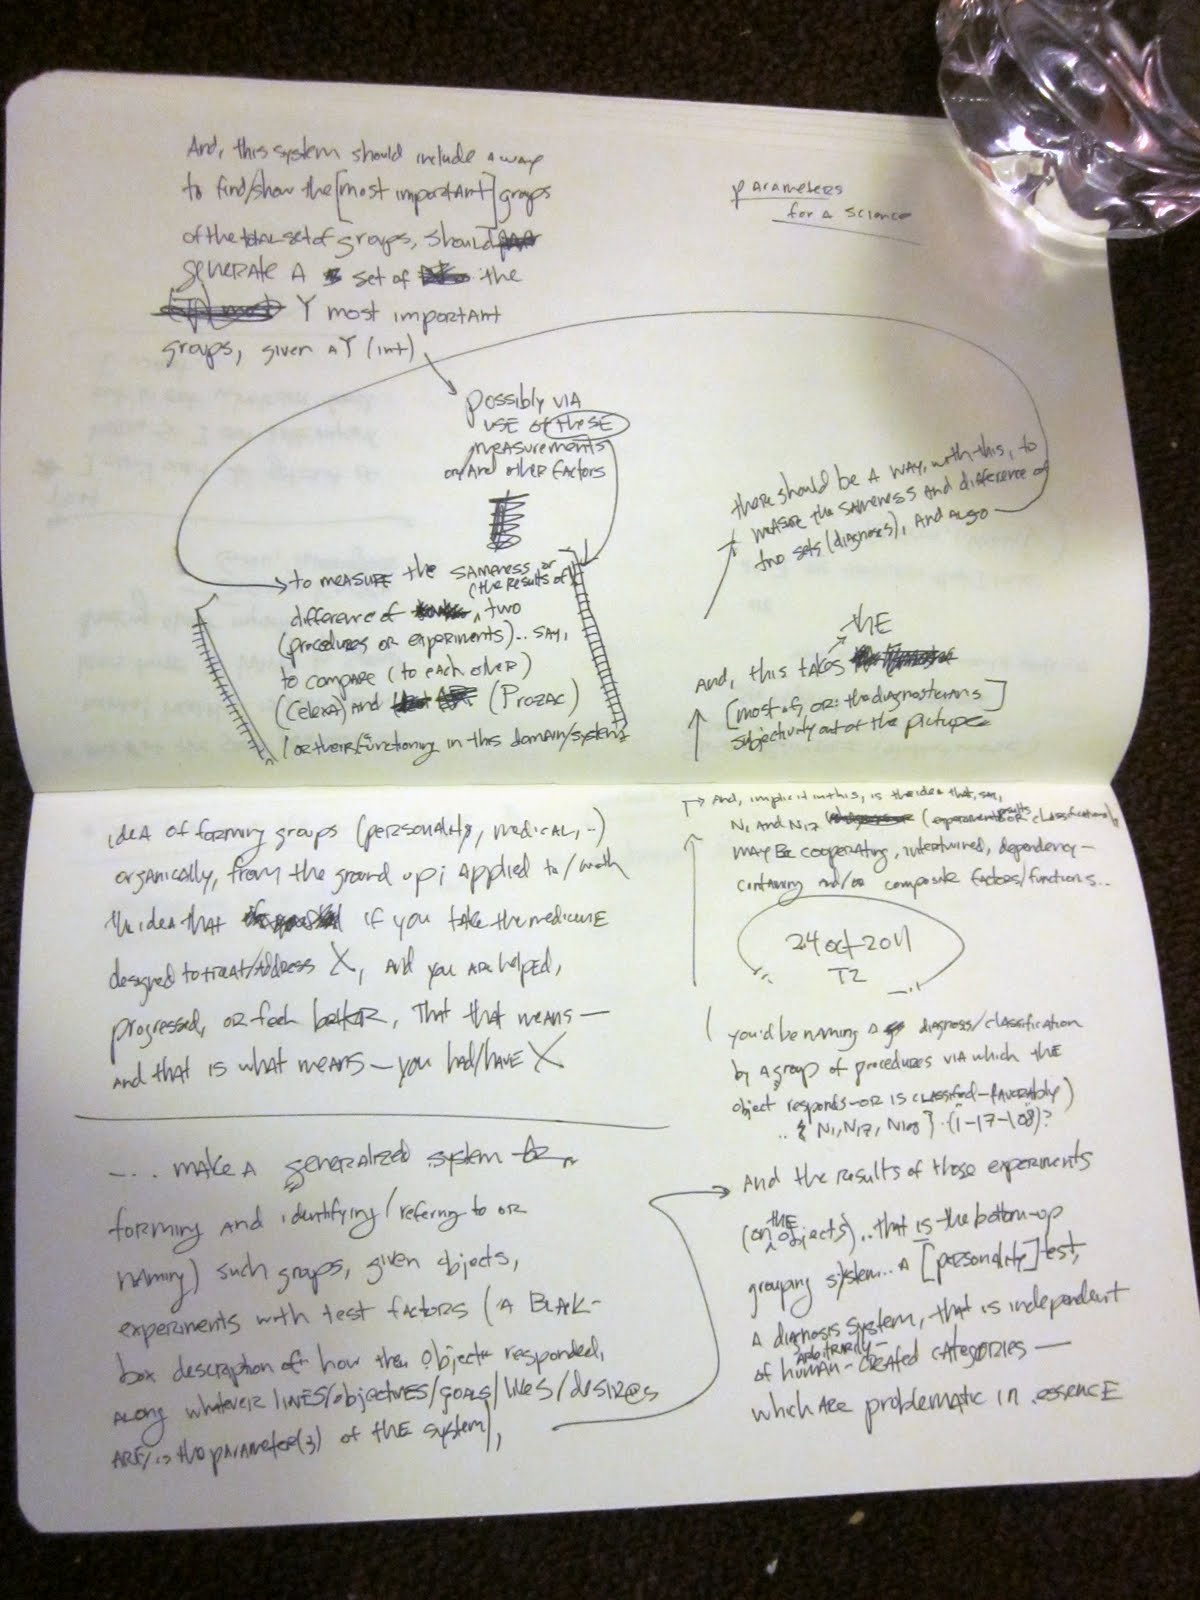 And, this system should include a way
to find/show the [most important] groups
of the total set of groups, should
generate A set of the
Y most important
groups, given a Y (int)
possibly via
use of these
measurements
or/and other factors
parameters
for a science
there should be a way, with this, to
measure the sameness and difference of
two sets (diagnoses), and also
to measure the sameness or
(the results of)
difference of two
(procedures or experiments).. say,
to compare (to each other)
(Celexa) and (Prozac)
/or their functioning in this domain/system
the
And, this takes
[most of, or: the diagnosticians]
subjectivity out of the picture
idea of forming groups (personality, medical, ..)
organically, from the ground up; applied to/with
the idea that if you take the medicine
designed to treat/address X, and you are helped,
progressed, or feel better, that that means —
and that is what means — you had/have X
.... make a generalized system for
forming and identifying/referring to or
naming) such groups, given objects,
experiments with test factors (a black-
box description of how the object responded,
along whatever lines/objectives/goals/likes/desires
are/is the parameter(s) of the system),
And, implicit in this, is the idea that, say,
N1 and N17 (experiments results or classifications)
may be cooperating, intertwined, dependency-
containing and/or composite factors/functions...
24 Oct 2011
T2
you'd be naming a diagnosis/classification
by a group of procedures via which the
object responds—or is classified—favorably)
.. { N1, N17, N108 } . (1-17-108)?
And the results of those experiments
(on the objects)... that is the bottom-up
grouping system... a [personality] test,
a diagnosis system, that is independent
of arbitrarily-
human-created categories —
which are problematic in essence